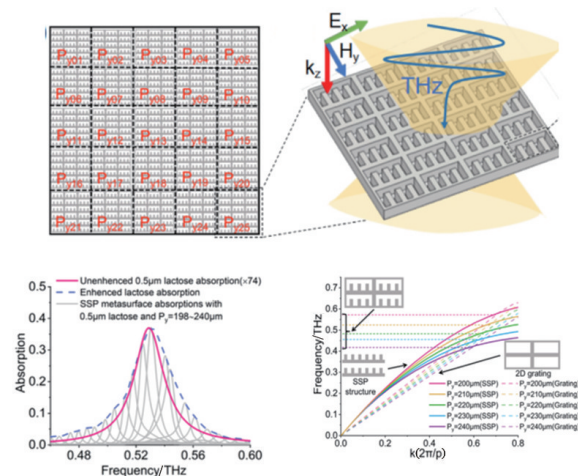 Py01 Py02 Py03 Py04 Py05
Py06 Py07 Py08 Py09 Py10
Py11 Py12 Py13 Py14 Py15
Py16 Py17 Py18 Py19 Py20
Py21 Py22 Py23 Py24 Py25
Ex
Hy
kz
THz
0.5
0.4
0.3
0.2
0.1
0.0
Absorption
Unenhenced 0.5μm lactose absorption(×74)
Enhanced lactose absorption
SSP metasurface absorptions with
0.5μm lactose and Py=198~240μm
0.50 0.55 0.60
Frequency/THz
0.7
0.6
0.5
0.4
0.3
0.2
0.1
0.0
Frequency/THz
SSP
structure
2D grating
Py=200μm(SSP) Py=200μm(Grating)
Py=210μm(SSP) Py=210μm(Grating)
Py=220μm(SSP) Py=220μm(Grating)
Py=230μm(SSP) Py=230μm(Grating)
Py=240μm(SSP) Py=240μm(Grating)
0.0 0.2 0.4 0.6 0.8
k(2π/p)